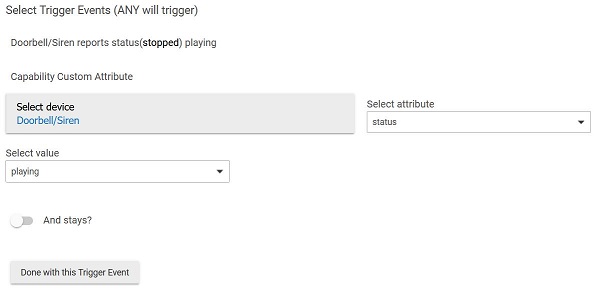 Select Trigger Events (ANY will trigger)
Doorbell/Siren reports status(stopped) playing
Capability Custom Attribute
Select device
Doorbell/Siren
Select attribute
status
Select value
playing
And stays?
Done with this Trigger Event